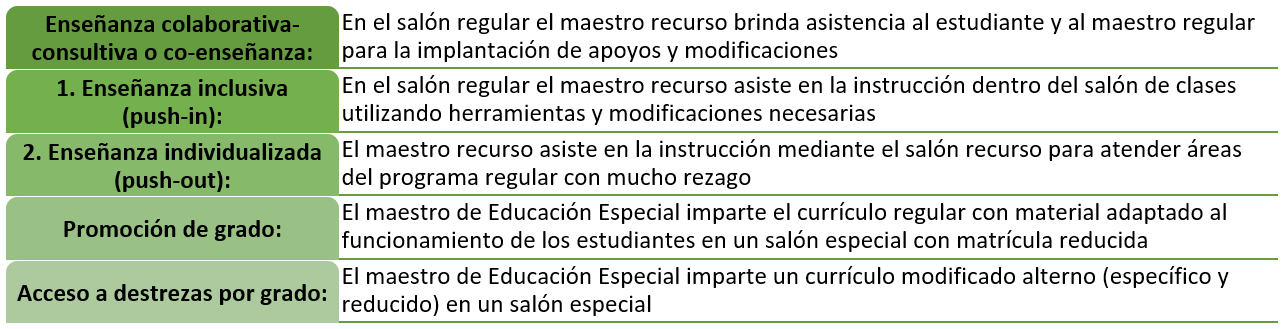 Enseñanza colaborativa-
consultiva o co-enseñanza:
En el salón regular el maestro recurso brinda asistencia al estudiante y al maestro regular
para la implantación de apoyos y modificaciones
1. Enseñanza inclusiva
(push-in):
En el salón regular el maestro recurso asiste en la instrucción dentro del salón de clases
utilizando herramientas y modificaciones necesarias
2. Enseñanza individualizada
(push-out):
El maestro recurso asiste en la instrucción mediante el salón recurso para atender áreas
del programa regular con mucho rezago
Promoción de grado:
El maestro de Educación Especial imparte el currículo regular con material adaptado al
funcionamiento de los estudiantes en un salón especial con matrícula reducida
Acceso a destrezas por grado:
El maestro de Educación Especial imparte un currículo modificado alterno (específico y
reducido) en un salón especial